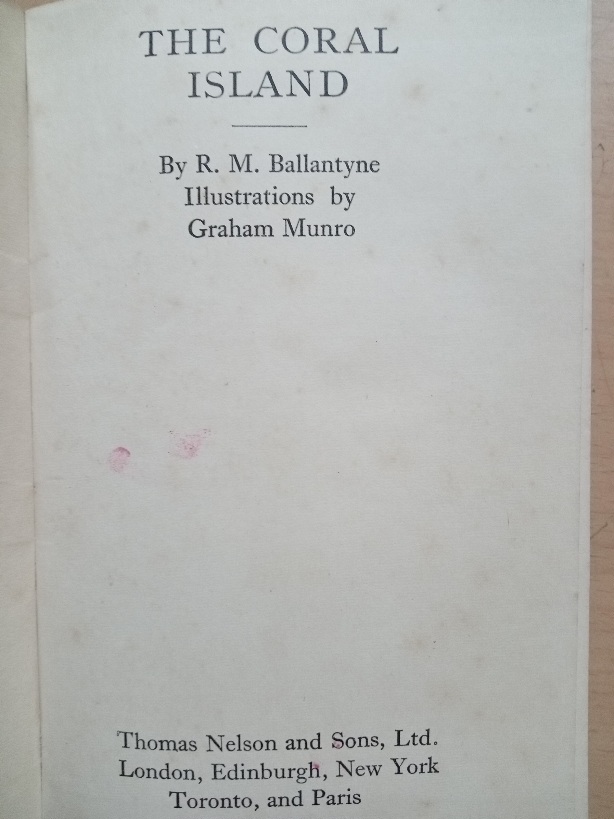 THE CORAL
ISLAND
By R. M. Ballantyne
Illustrations by
Graham Munro
Thomas Nelson and Sons, Ltd.
London, Edinburgh, New York
Toronto, and Paris